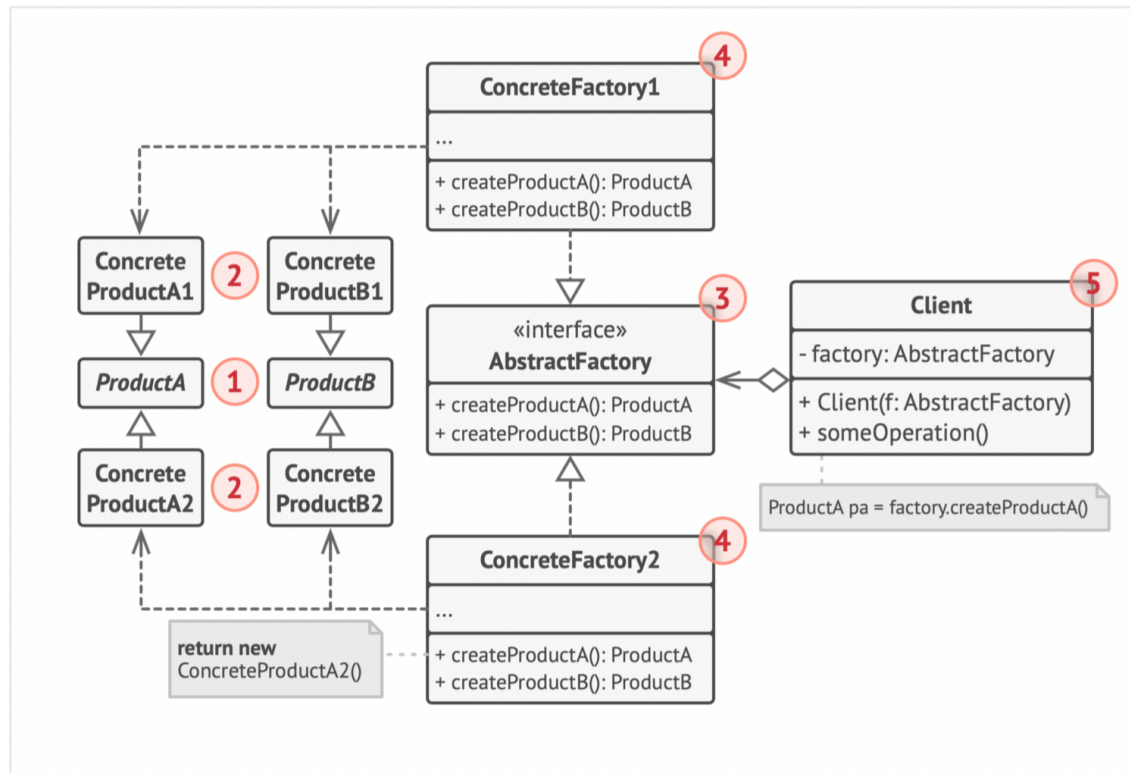 4
ConcreteFactory1
...
+ createProductA(): ProductA
+ createProductB(): ProductB
Concrete
ProductA1
2
Concrete
ProductB1
ProductA
1
ProductB
Concrete
ProductA2
2
Concrete
ProductB2
3
«interface»
AbstractFactory
+ createProductA(): ProductA
+ createProductB(): ProductB
5
Client
- factory: AbstractFactory
+ Client(f: AbstractFactory)
+ someOperation()
ProductA pa = factory.createProductA()
4
ConcreteFactory2
...
+ createProductA(): ProductA
+ createProductB(): ProductB
return new
ConcreteProductA2()